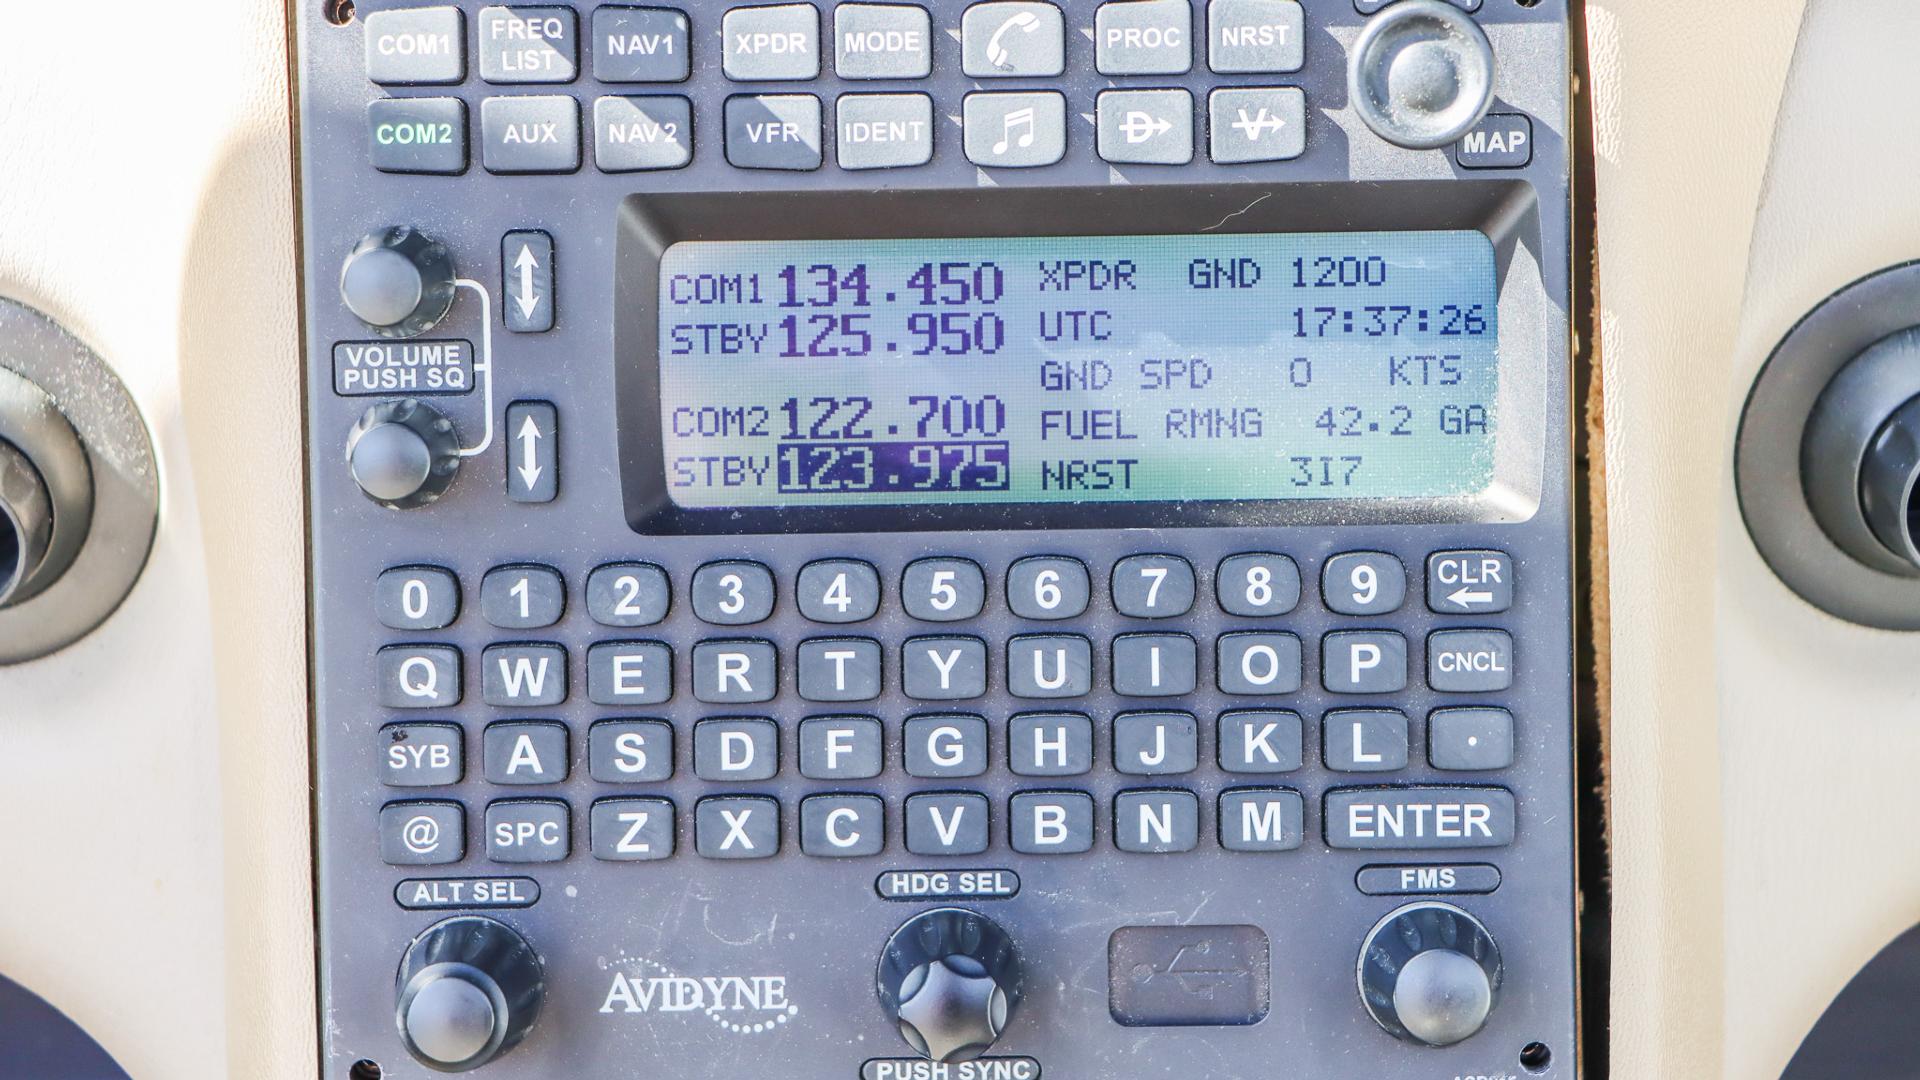 COM1 FREQ LIST NAV1 XPDR MODE PROC NRST
COM2 AUX NAV2 VFR IDENT D V MAP
VOLUME
PUSH SQ
COM1 134.450
STBY 125.950
COM2 122.700
STBY 123.975
XPDR GND 1200
UTC 17:37:26
GND SPD 0 KTS
FUEL RMNG 42.2 GA
NRST 3I7
0 1 2 3 4 5 6 7 8 9 CLR
Q W E R T Y U I O P CNCL
SYB A S D F G H J K L .
@ SPC Z X C V B N M ENTER
ALT SEL HDG SEL FMS
AVIDYNE
PUSH SYNC